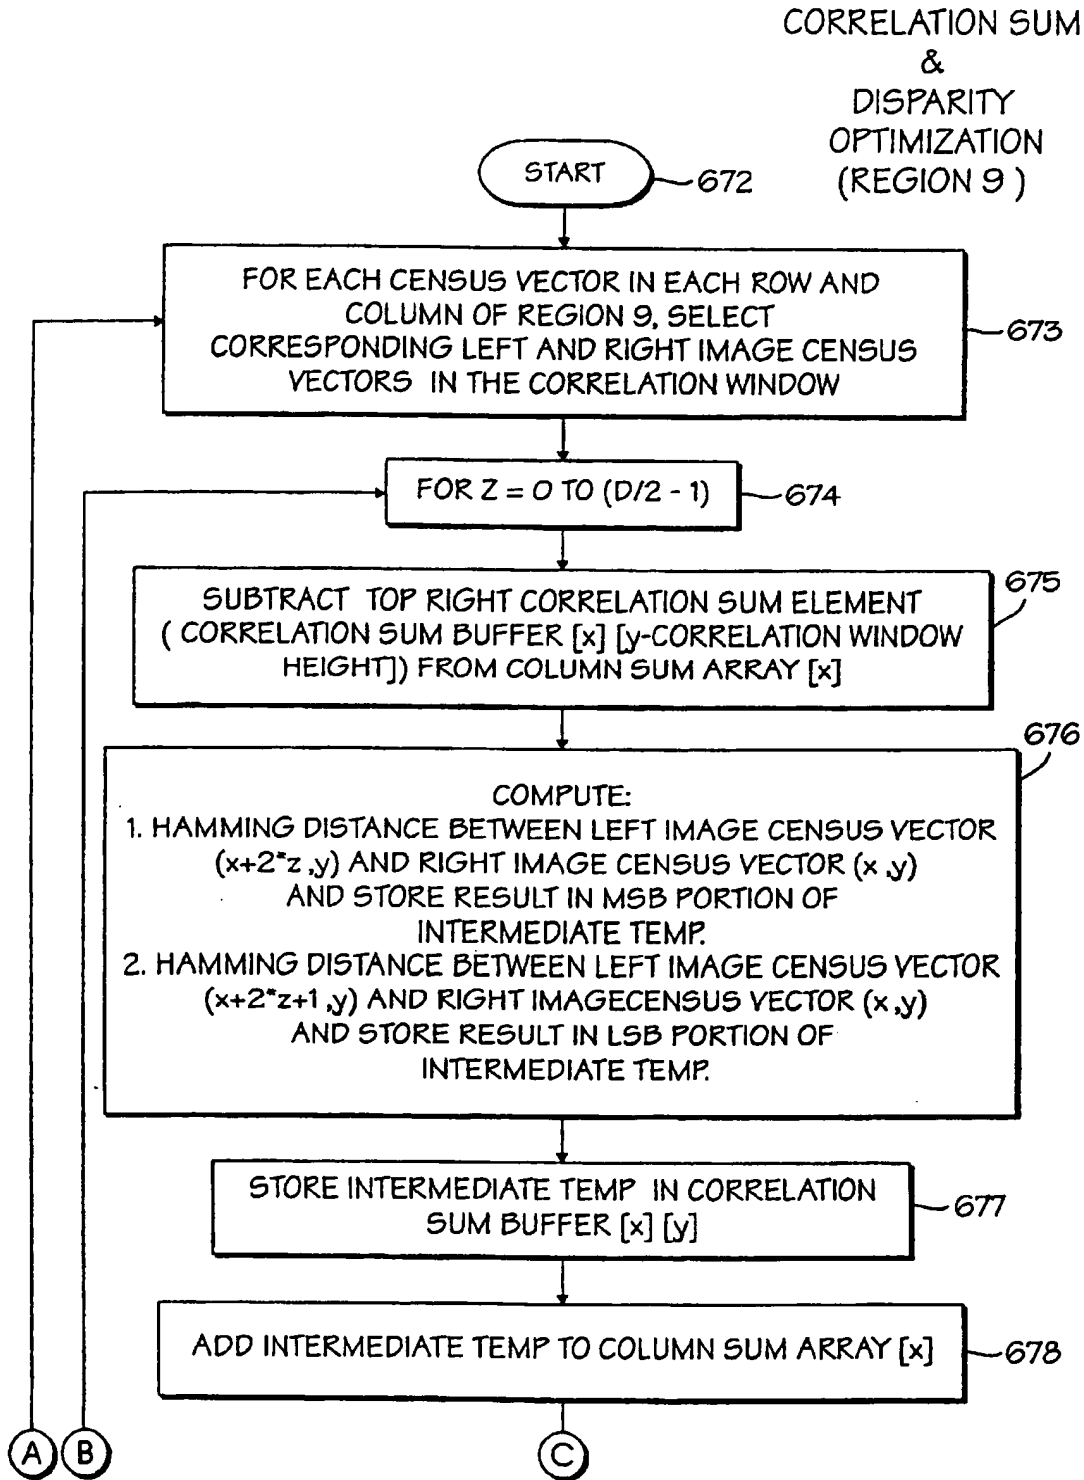 CORRELATION SUM
&
DISPARITY
OPTIMIZATION
(REGION 9 )
START
672
FOR EACH CENSUS VECTOR IN EACH ROW AND
COLUMN OF REGION 9, SELECT
CORRESPONDING LEFT AND RIGHT IMAGE CENSUS
VECTORS IN THE CORRELATION WINDOW
673
FOR Z = 0 TO (D/2 - 1)
674
675
SUBTRACT TOP RIGHT CORRELATION SUM ELEMENT
( CORRELATION SUM BUFFER [x] [y-CORRELATION WINDOW
HEIGHT]) FROM COLUMN SUM ARRAY [x]
676
COMPUTE:
1. HAMMING DISTANCE BETWEEN LEFT IMAGE CENSUS VECTOR
(x+2*z ,y) AND RIGHT IMAGE CENSUS VECTOR (x ,y)
AND STORE RESULT IN MSB PORTION OF
INTERMEDIATE TEMP.
2. HAMMING DISTANCE BETWEEN LEFT IMAGE CENSUS VECTOR
(x+2*z+1 ,y) AND RIGHT IMAGECENSUS VECTOR (x ,y)
AND STORE RESULT IN LSB PORTION OF
INTERMEDIATE TEMP.
STORE INTERMEDIATE TEMP IN CORRELATION
SUM BUFFER [x] [y]
677
ADD INTERMEDIATE TEMP TO COLUMN SUM ARRAY [x]
678
A B C